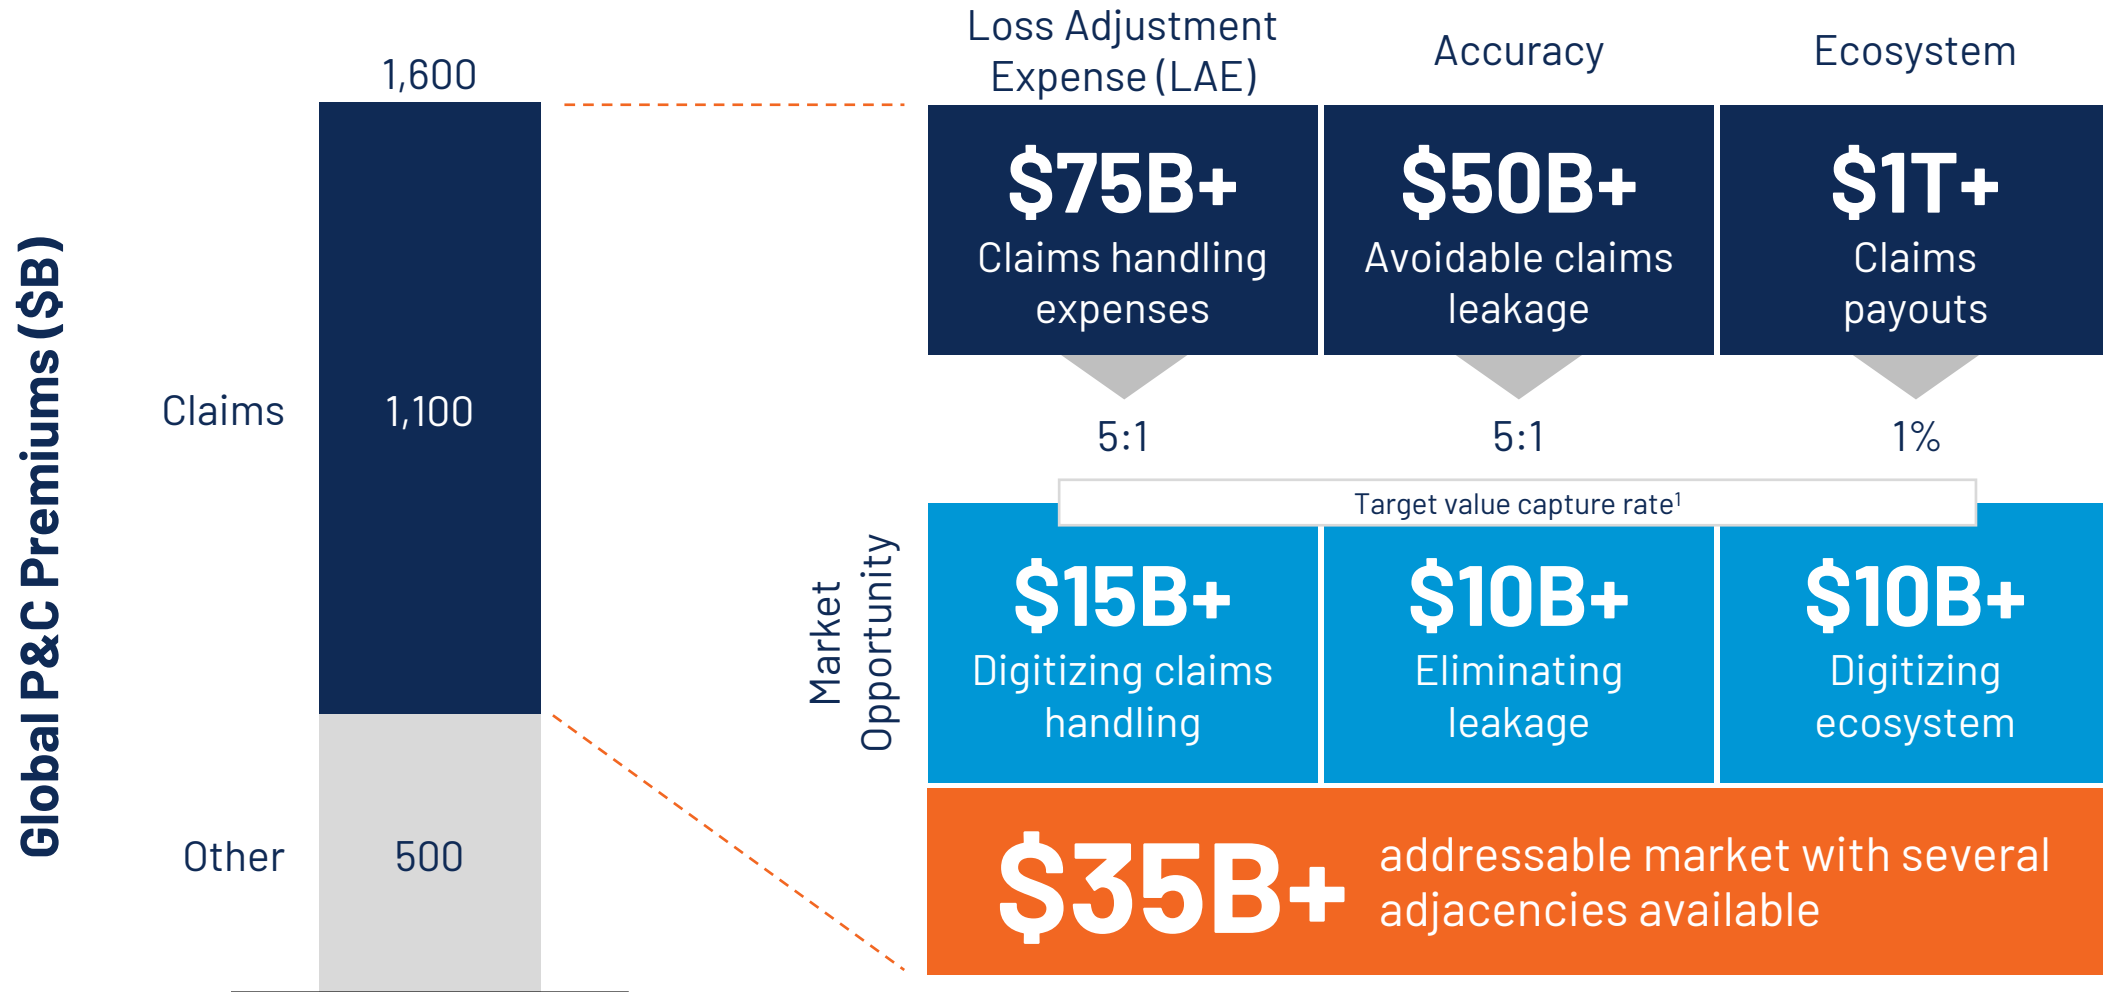 Global P&C Premiums ($B)
1,600
Claims
1,100
Other
500
Loss Adjustment
Expense (LAE)
Accuracy
Ecosystem
$75B+
Claims handling
expenses
$50B+
Avoidable claims
leakage
$1T+
Claims
payouts
5:1
5:1
1%
Target value capture rate¹
Market
Opportunity
$15B+
Digitizing claims
handling
$10B+
Eliminating
leakage
$10B+
Digitizing
ecosystem
$35B+
addressable market with several
adjacencies available